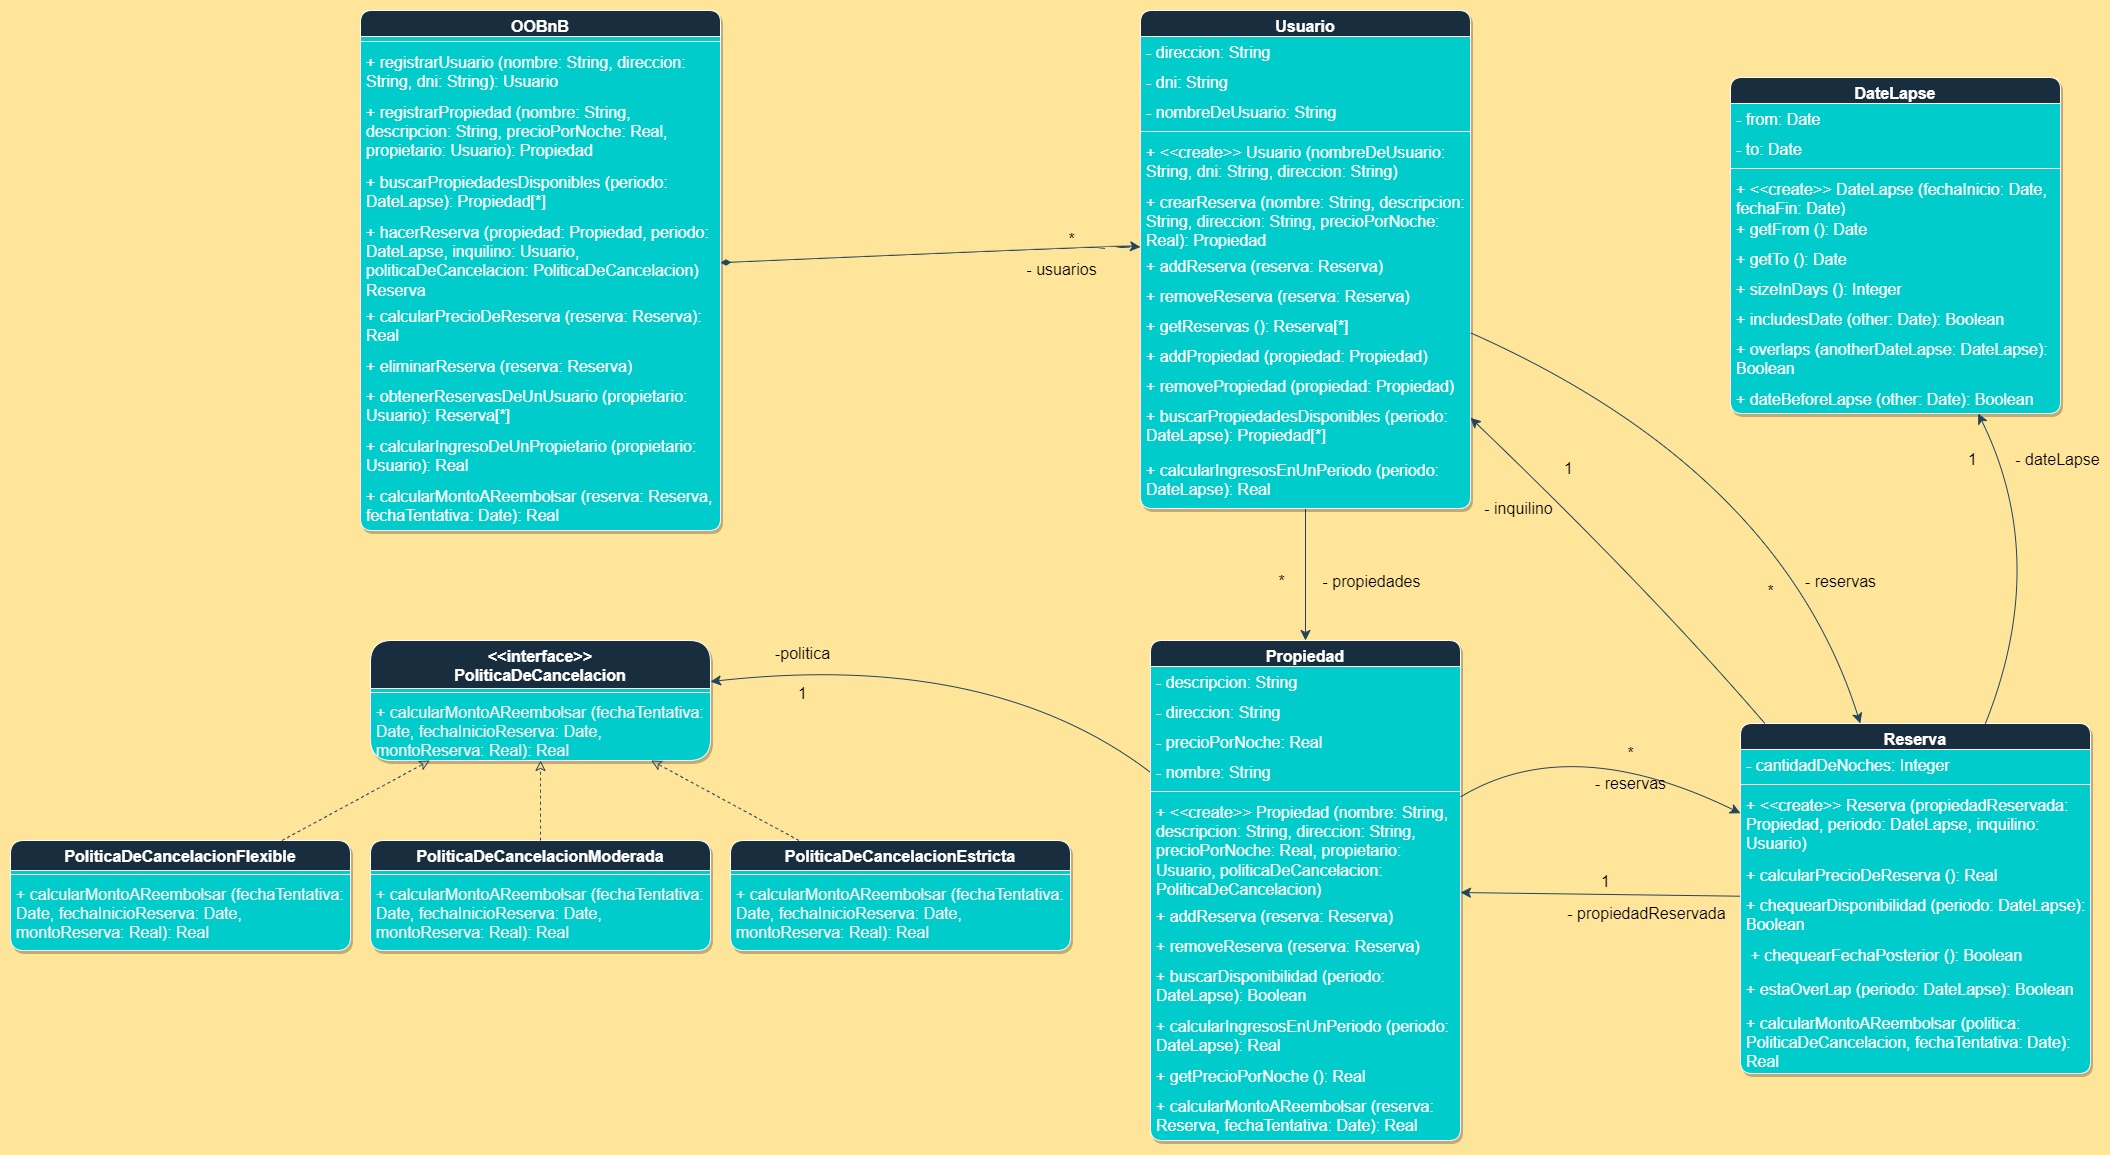 OOBnB
+ registrarUsuario (nombre: String, direccion:
String, dni: String): Usuario
+ registrarPropiedad (nombre: String,
descripcion: String, precioPorNoche: Real,
propietario: Usuario): Propiedad
+ buscarPropiedadesDisponibles (periodo:
DateLapse): Propiedad[*]
+ hacerReserva (propiedad: Propiedad, periodo:
DateLapse, inquilino: Usuario,
politicaDeCancelacion: PoliticaDeCancelacion)
Reserva
+ calcularPrecioDeReserva (reserva: Reserva):
Real
+ eliminarReserva (reserva: Reserva)
+ obtenerReservasDeUnUsuario (propietario:
Usuario): Reserva[*]
+ calcularIngresoDeUnPropietario (propietario:
Usuario): Real
+ calcularMontoAReembolsar (reserva: Reserva,
fechaTentativa: Date): Real
*
- usuarios
Usuario
- direccion: String
- dni: String
- nombreDeUsuario: String
+ <<create>> Usuario (nombreDeUsuario:
String, dni: String, direccion: String)
+ crearReserva (nombre: String, descripcion:
String, direccion: String, precioPorNoche:
Real): Propiedad
+ addReserva (reserva: Reserva)
+ removeReserva (reserva: Reserva)
+ getReservas (): Reserva[*]
+ addPropiedad (propiedad: Propiedad)
+ removePropiedad (propiedad: Propiedad)
+ buscarPropiedadesDisponibles (periodo:
DateLapse): Propiedad[*]
+ calcularIngresosEnUnPeriodo (periodo:
DateLapse): Real
DateLapse
- from: Date
- to: Date
+ <<create>> DateLapse (fechaInicio: Date,
fechaFin: Date)
+ getFrom (): Date
+ getTo (): Date
+ sizeInDays (): Integer
+ includesDate (other: Date): Boolean
+ overlaps (anotherDateLapse: DateLapse):
Boolean
+ dateBeforeLapse (other: Date): Boolean
1
- dateLapse
1
- inquilino
* - propiedades
* - reservas
<<interface>>
PoliticaDeCancelacion
+ calcularMontoAReembolsar (fechaTentativa:
Date, fechaInicioReserva: Date,
montoReserva: Real): Real
-politica
1
PoliticaDeCancelacionFlexible
+ calcularMontoAReembolsar (fechaTentativa:
Date, fechaInicioReserva: Date,
montoReserva: Real): Real
PoliticaDeCancelacionModerada
+ calcularMontoAReembolsar (fechaTentativa:
Date, fechaInicioReserva: Date,
montoReserva: Real): Real
PoliticaDeCancelacionEstricta
+ calcularMontoAReembolsar (fechaTentativa:
Date, fechaInicioReserva: Date,
montoReserva: Real): Real
Propiedad
- descripcion: String
- direccion: String
- precioPorNoche: Real
- nombre: String
+ <<create>> Propiedad (nombre: String,
descripcion: String, direccion: String,
precioPorNoche: Real, propietario:
Usuario, politicaDeCancelacion:
PoliticaDeCancelacion)
+ addReserva (reserva: Reserva)
+ removeReserva (reserva: Reserva)
+ buscarDisponibilidad (periodo:
DateLapse): Boolean
+ calcularIngresosEnUnPeriodo (periodo:
DateLapse): Real
+ getPrecioPorNoche (): Real
+ calcularMontoAReembolsar (reserva:
Reserva, fechaTentativa: Date): Real
*
- reservas
1
- propiedadReservada
Reserva
- cantidadDeNoches: Integer
+ <<create>> Reserva (propiedadReservada:
Propiedad, periodo: DateLapse, inquilino:
Usuario)
+ calcularPrecioDeReserva (): Real
+ chequearDisponibilidad (periodo: DateLapse):
Boolean
+ chequearFechaPosterior (): Boolean
+ estaOverLap (periodo: DateLapse): Boolean
+ calcularMontoAReembolsar (politica:
PoliticaDeCancelacion, fechaTentativa: Date):
Real